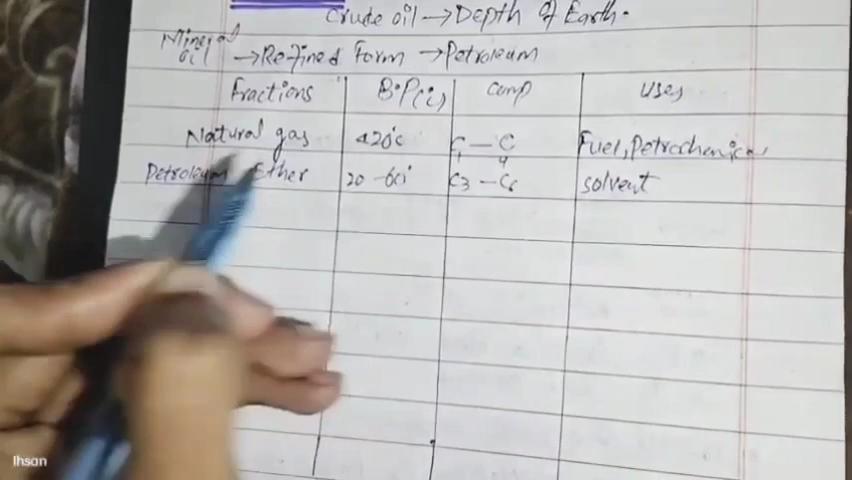 Crude oil → Depth of Earth.
Mineral oil → Refined Form → Petroleum
Fractions B.P(c) comp uses
Natural gas <20°c C1 — C4 Fuel, Petrochemical
Petroleum Ether 20 - 60° C5 - C6 solvent
Ihsan